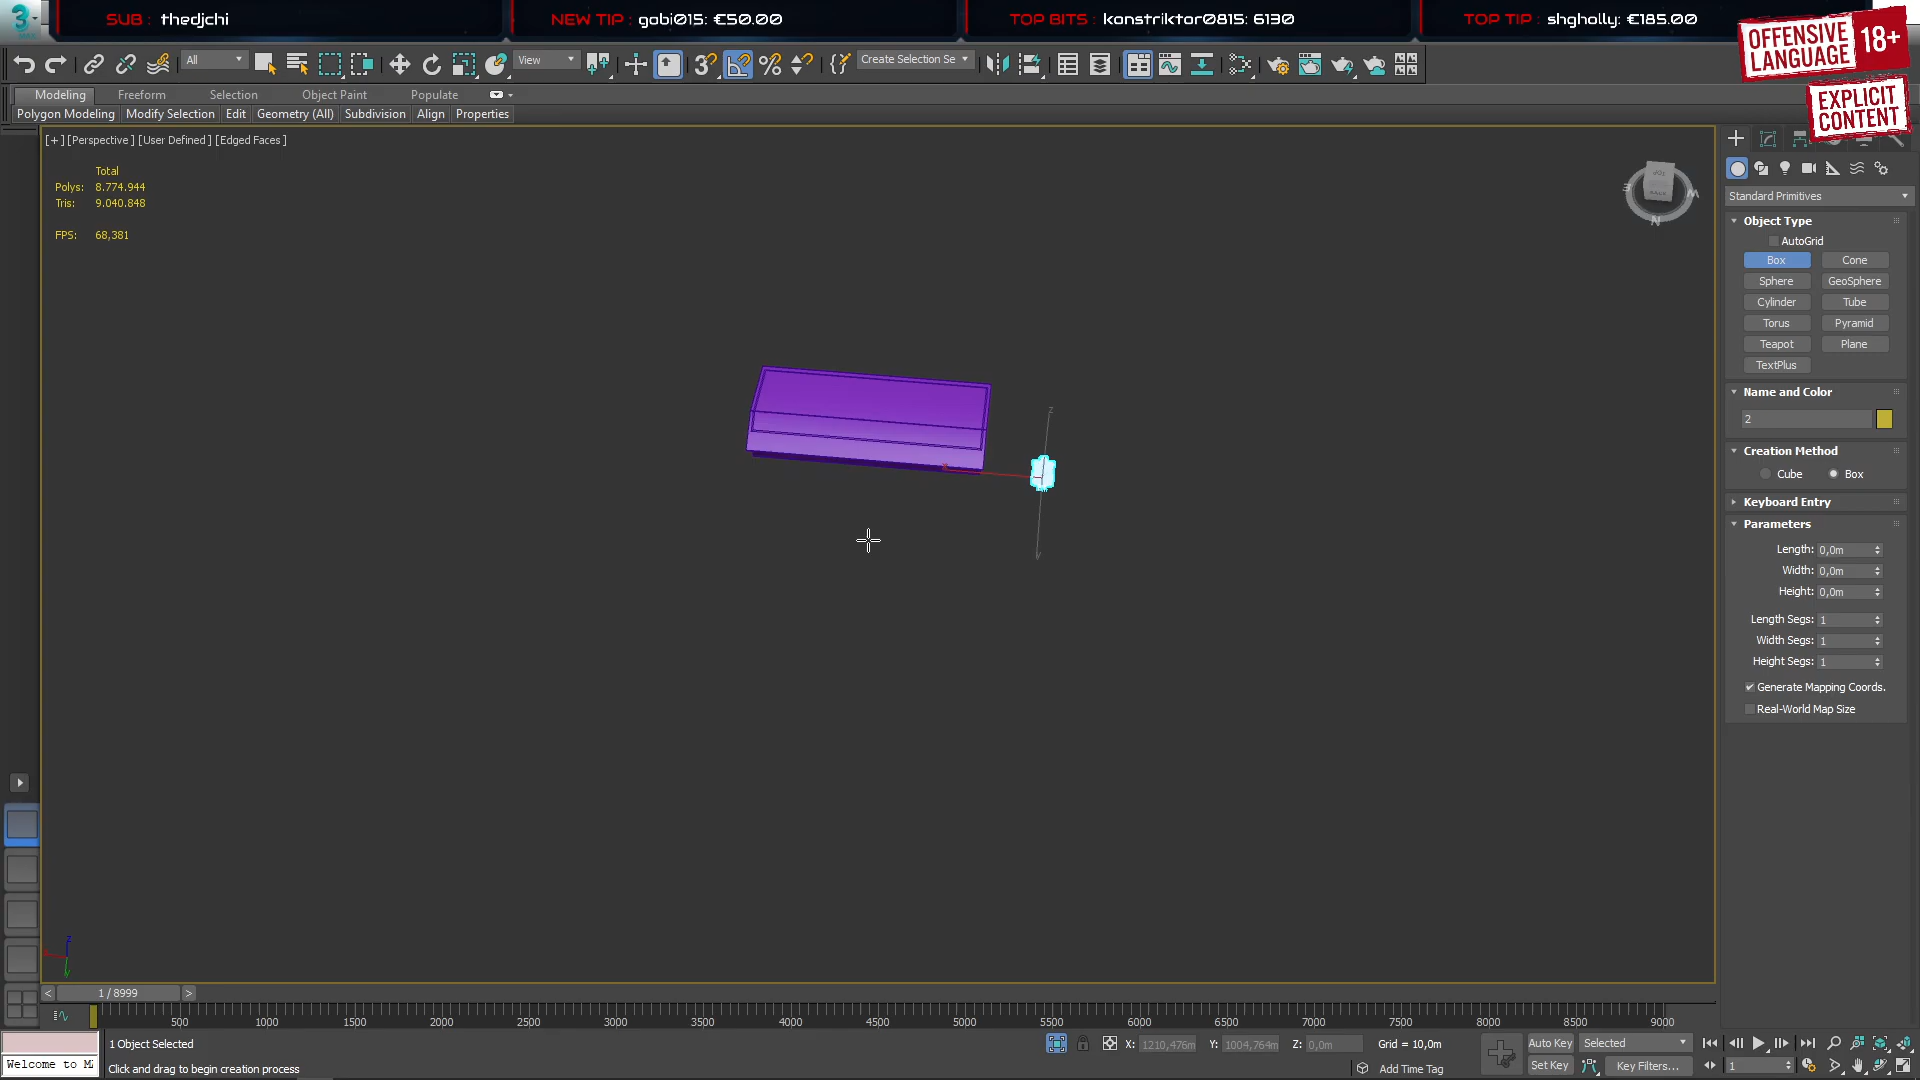 SUB : thedjchi
NEW TIP : gabi015: €50.00
TOP BITS : konstriktor0815: 6130
TOP TIP : shgholly: €185.00
OFFENSIVE LANGUAGE 18+
EXPLICIT CONTENT
All
View
Create Selection Se
Modeling
Freeform
Selection
Object Paint
Populate
Polygon Modeling
Modify Selection
Edit
Geometry (All)
Subdivision
Align
Properties
[+] [Perspective ] [User Defined ] [Edged Faces ]
Total
Polys: 8.774.944
Tris: 9.040.848
FPS: 68,381
N
z
x
Standard Primitives
Object Type
AutoGrid
Box
Cone
Sphere
GeoSphere
Cylinder
Tube
Torus
Pyramid
Teapot
Plane
TextPlus
Name and Color
2
Creation Method
Cube
Box
Keyboard Entry
Parameters
Length: 0,0m
Width: 0,0m
Height: 0,0m
Length Segs: 1
Width Segs: 1
Height Segs: 1
Generate Mapping Coords.
Real-World Map Size
< 1 / 8999 >
500 1000 1500 2000 2500 3000 3500 4000 4500 5000 5500 6000 6500 7000 7500 8000 8500 9000
1 Object Selected
X: 1210,476m
Y: 1004,764m
Z: 0,0m
Grid = 10,0m
Auto Key
Selected
Welcome to M
Click and drag to begin creation process
Add Time Tag
Set Key
Key Filters...
1